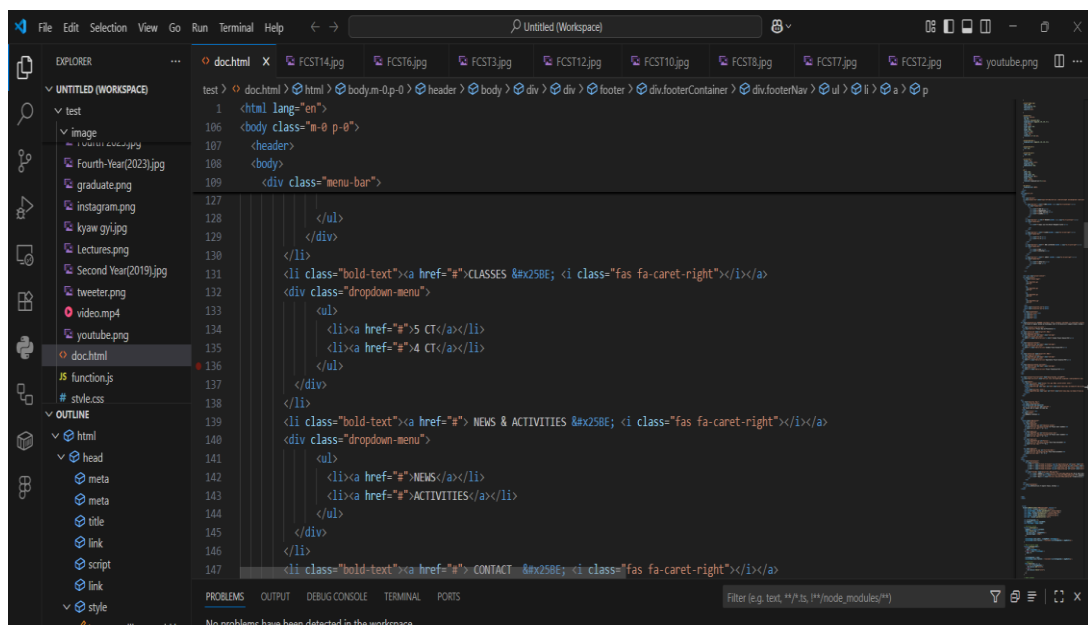 File Edit Selection View Go Run Terminal Help
Untitled (Workspace)
EXPLORER
doc.html
FCST14.jpg
FCST6.jpg
FCST3.jpg
FCST12.jpg
FCST10.jpg
FCST8.jpg
FCST7.jpg
FCST2.jpg
youtube.png
UNTITLED (WORKSPACE)
test
image
Fourth-Year(2023).jpg
graduate.png
instagram.png
kyaw gyi.jpg
Lectures.png
Second Year(2019).jpg
tweeter.png
video.mp4
youtube.png
doc.html
JS function.js
# style.css
OUTLINE
html
head
meta
meta
title
link
script
link
style
test > doc.html > html > body.m-0.p-0 > header > body > div > div > footer > div.footerContainer > div.footerNav > ul > li > a > p
1 <html lang="en">
106 <body class="m-0 p-0">
107 <header>
108 <body>
109 <div class="menu-bar">
127
128 </ul>
129 </div>
130 </li>
131 <li class="bold-text"><a href="#">CLASSES &#x25BE; <i class="fas fa-caret-right"></i></a>
132 <div class="dropdown-menu">
133 <ul>
134 <li><a href="#">5 CT</a></li>
135 <li><a href="#">4 CT</a></li>
136 </ul>
137 </div>
138 </li>
139 <li class="bold-text"><a href="#"> NEWS & ACTIVITIES &#x25BE; <i class="fas fa-caret-right"></i></a>
140 <div class="dropdown-menu">
141 <ul>
142 <li><a href="#">NEWS</a></li>
143 <li><a href="#">ACTIVITIES</a></li>
144 </ul>
145 </div>
146 </li>
147 <li class="bold-text"><a href="#"> CONTACT &#x25BE; <i class="fas fa-caret-right"></i></a>
PROBLEMS OUTPUT DEBUG CONSOLE TERMINAL PORTS
Filter (e.g. text, **/*.ts, !**/node_modules/**)
No problems have been detected in the workspace.